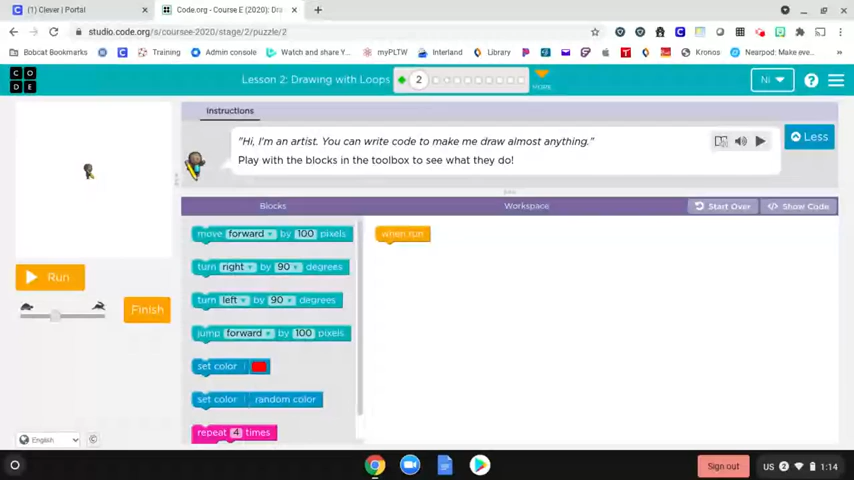 (1) Clever | Portal
Code.org - Course E (2020): Dra
studio.code.org/s/coursee-2020/stage/2/puzzle/2
Bobcat Bookmarks
Training
Admin console
Watch and share Y...
myPLTW
Interland
Library
Kronos
Nearpod: Make eve...
C O
D E
Lesson 2: Drawing with Loops
2
MORE
Ni
Instructions
"Hi, I'm an artist. You can write code to make me draw almost anything."
Play with the blocks in the toolbox to see what they do!
Less
Blocks
Workspace
Start Over
Show Code
move forward by 100 pixels
when run
turn right by 90 degrees
Run
turn left by 90 degrees
Finish
jump forward by 100 pixels
set color
set color random color
repeat 4 times
English
Sign out
US
2
1:14